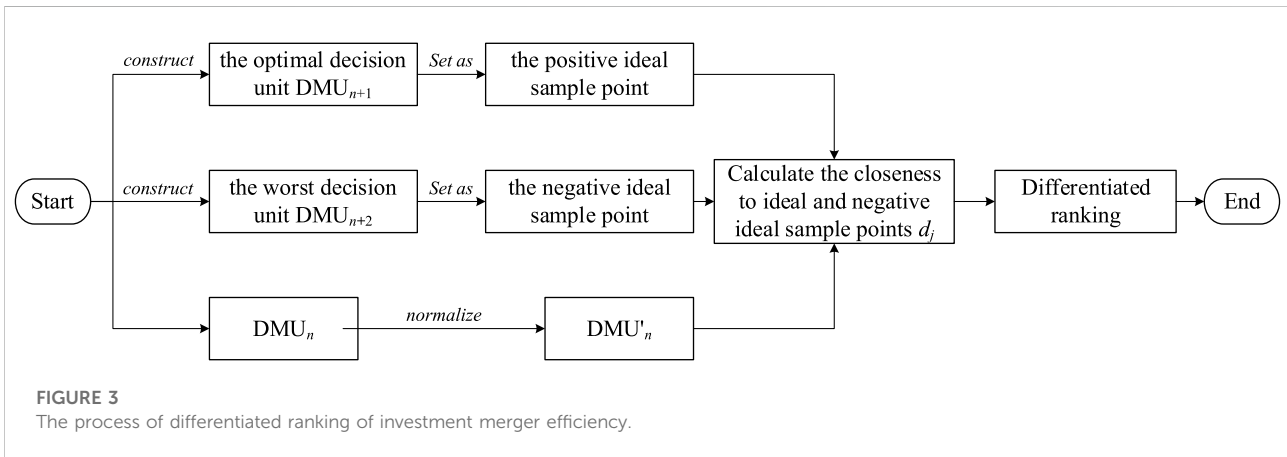 construct
the optimal decision
unit DMUn+1
Set as
the positive ideal
sample point
Start
construct
the worst decision
unit DMUn+2
Set as
the negative ideal
sample point
Calculate the closeness
to ideal and negative
ideal sample points dj
Differentiated
ranking
End
DMUn
normalize
DMU'n
FIGURE 3
The process of differentiated ranking of investment merger efficiency.